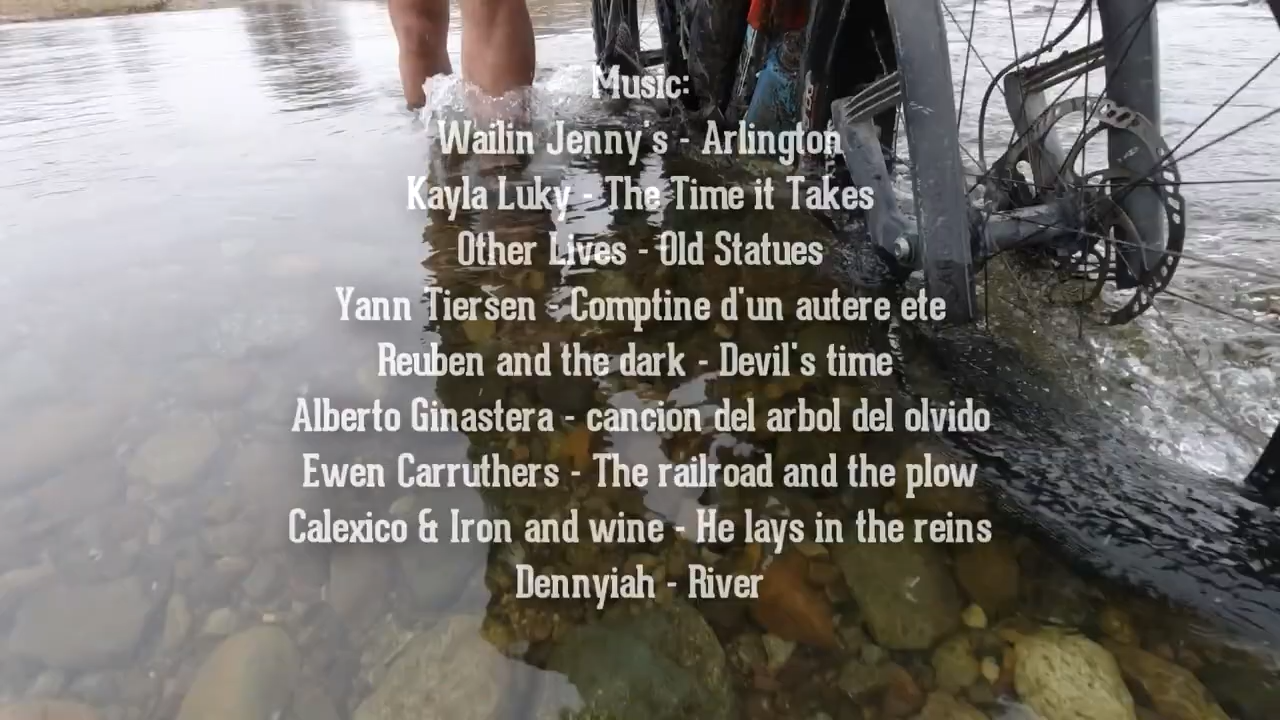 Music:
Wailin Jenny's - Arlington
Kayla Luky - The Time it Takes
Other Lives - Old Statues
Yann Tiersen - Comptine d'un autere ete
Reuben and the dark - Devil's time
Alberto Ginastera - cancion del arbol del olvido
Ewen Carruthers - The railroad and the plow
Calexico & Iron and wine - He lays in the reins
Dennyiah - River